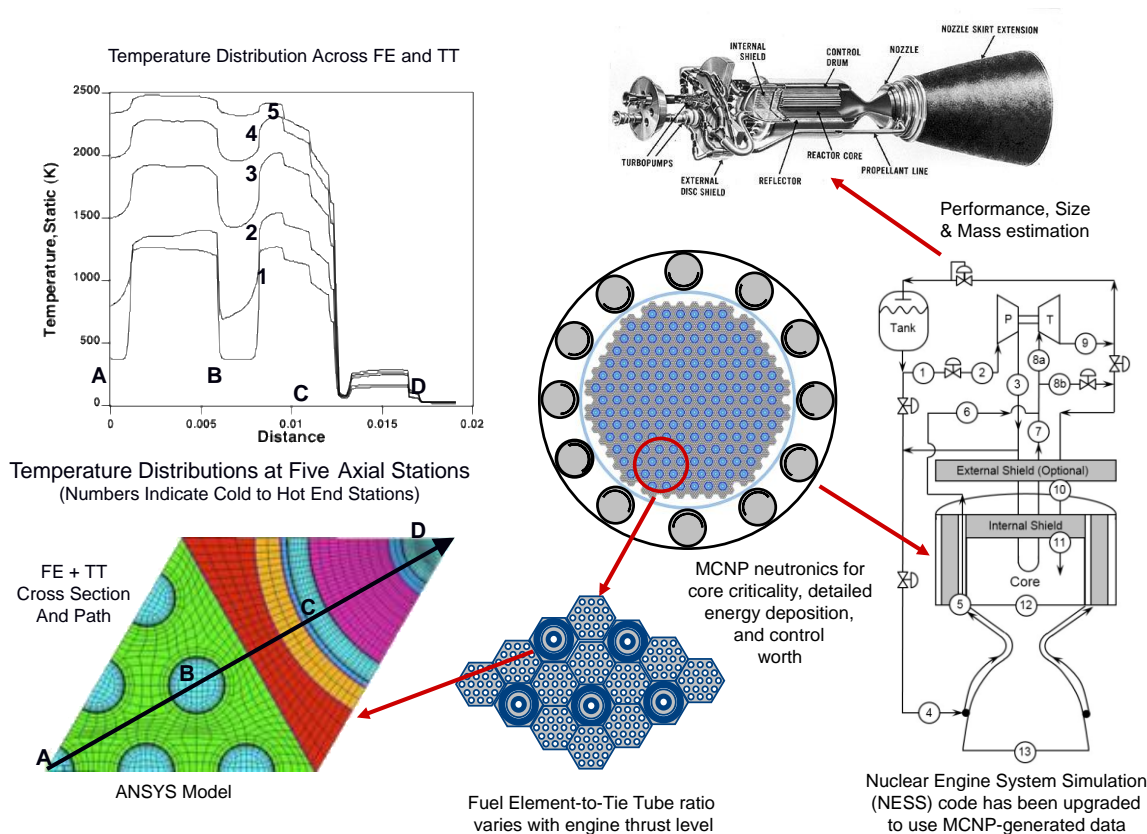 Temperature Distribution Across FE and TT
Temperature, Static (K)
2500
2000
1500
1000
500
0
5
4
3
2
1
A
B
C
D
0
0.005
0.01
0.015
0.02
Distance
Temperature Distributions at Five Axial Stations
(Numbers Indicate Cold to Hot End Stations)
FE + TT
Cross Section
And Path
A
B
C
D
ANSYS Model
NOZZLE SKIRT EXTENSION
INTERNAL
SHIELD
CONTROL
DRUM
NOZZLE
TURBOPUMPS
EXTERNAL
DISC SHIELD
REFLECTOR
REACTOR CORE
PROPELLANT LINE
Performance, Size
& Mass estimation
MCNP neutronics for
core criticality, detailed
energy deposition,
and control
worth
Fuel Element-to-Tie Tube ratio
varies with engine thrust level
Tank
P
T
1
2
3
8a
9
8b
6
7
External Shield (Optional)
10
Internal Shield
11
Core
5
12
4
13
Nuclear Engine System Simulation
(NESS) code has been upgraded
to use MCNP-generated data